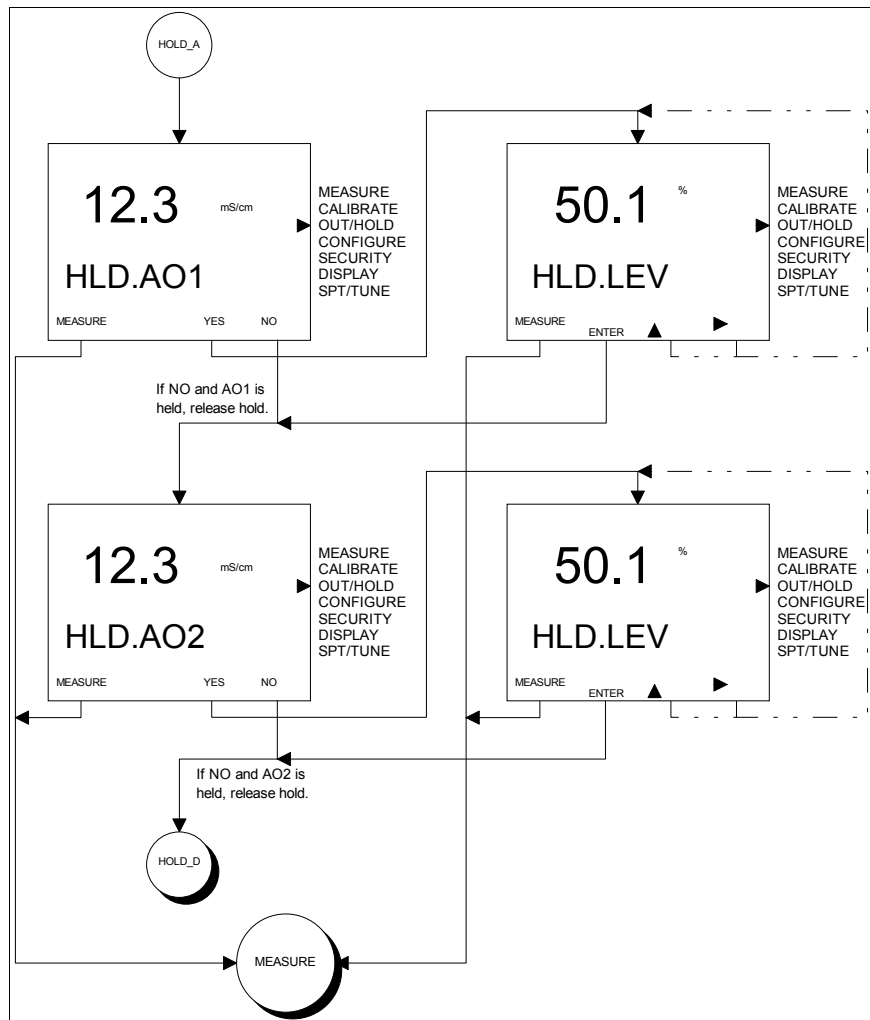 HOLD_A
12.3 mS/cm
HLD.AO1
MEASURE YES NO
MEASURE
CALIBRATE
OUT/HOLD
CONFIGURE
SECURITY
DISPLAY
SPT/TUNE
50.1 %
HLD.LEV
MEASURE ENTER
MEASURE
CALIBRATE
OUT/HOLD
CONFIGURE
SECURITY
DISPLAY
SPT/TUNE
If NO and AO1 is
held, release hold.
12.3 mS/cm
HLD.AO2
MEASURE YES NO
MEASURE
CALIBRATE
OUT/HOLD
CONFIGURE
SECURITY
DISPLAY
SPT/TUNE
50.1 %
HLD.LEV
MEASURE ENTER
MEASURE
CALIBRATE
OUT/HOLD
CONFIGURE
SECURITY
DISPLAY
SPT/TUNE
If NO and AO2 is
held, release hold.
HOLD_D
MEASURE